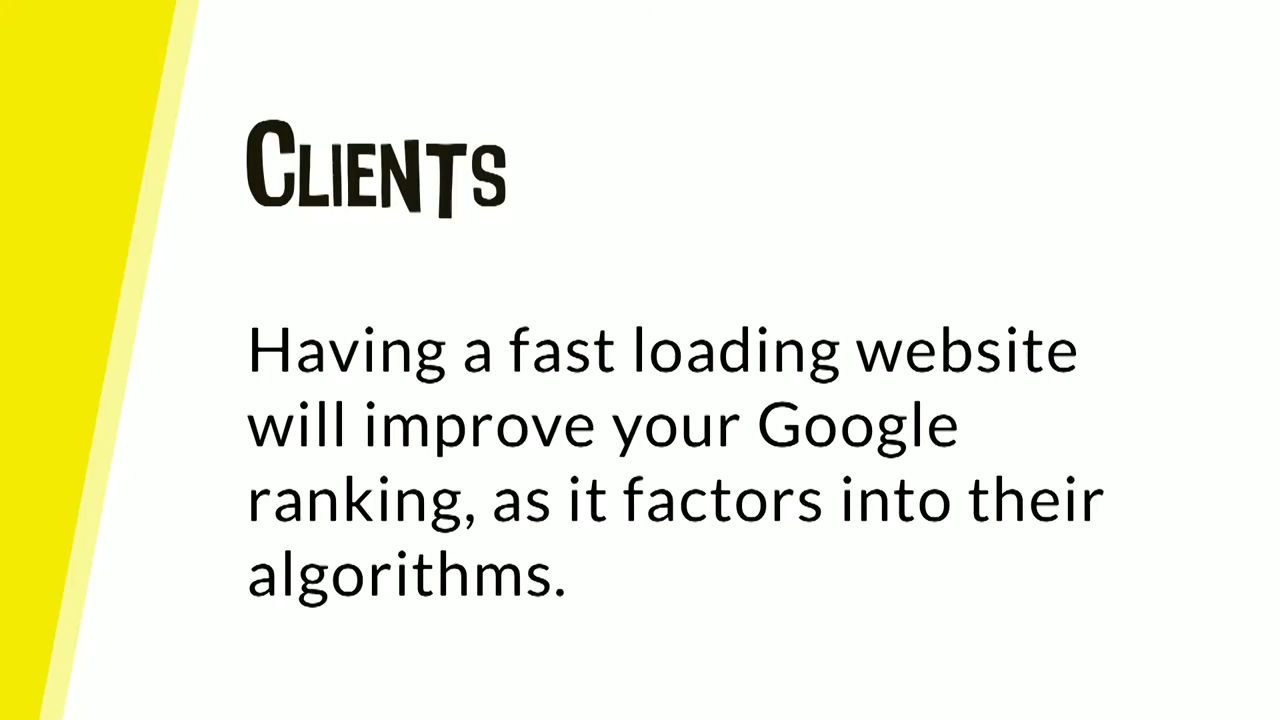 Clients
Having a fast loading website
will improve your Google
ranking, as it factors into their
algorithms.